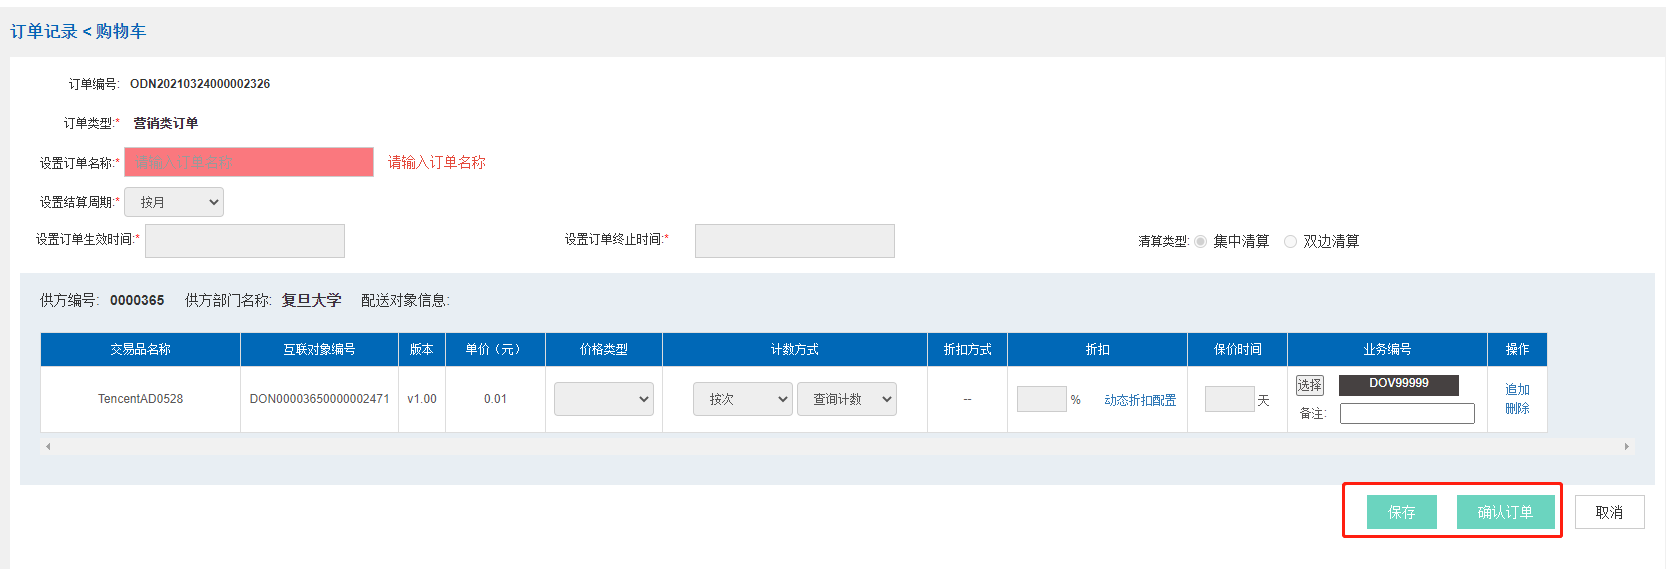 订单记录 < 购物车
订单编号: ODN20210324000002326
订单类型:* 营销类订单
设置订单名称:* 请输入订单名称 请输入订单名称
设置结算周期:* 按月
设置订单生效时间:* 设置订单终止时间:* 清算类型: 集中清算 双边清算
供方编号: 0000365 供方部门名称: 复旦大学 配送对象信息:
交易品名称 互联对象编号 版本 单价（元） 价格类型 计数方式 折扣方式 折扣 保价时间 业务编号 操作
TencentAD0528 DON00003650000002471 v1.00 0.01 按次 查询计数 -- % 动态折扣配置 天 选择 DOV99999 追加
备注: 删除
保存 确认订单 取消